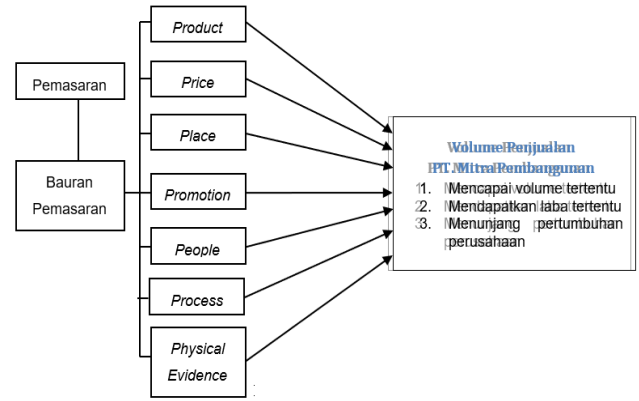 Product
Pemasaran
Price
Place
Bauran
Pemasaran
Promotion
People
Process
Physical
Evidence
Volume Penjualan
PT. Mitra Pembangunan
1. Mencapai volume tertentu
2. Mendapatkan laba tertentu
3. Menunjang pertumbuhan
perusahaan